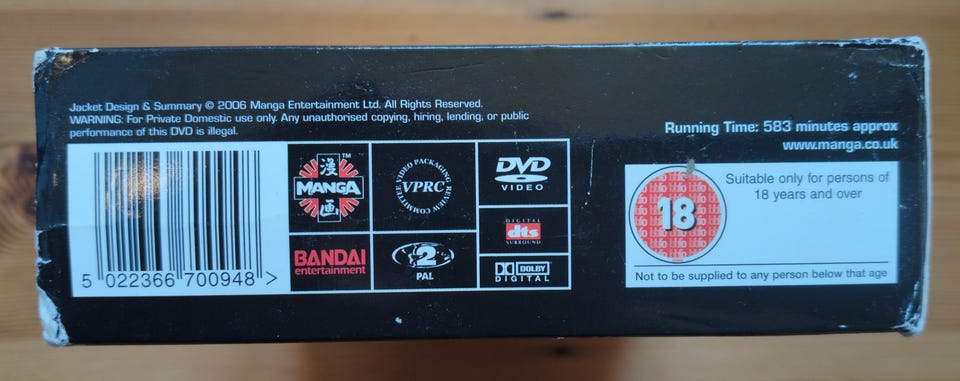 Jacket Design & Summary © 2006 Manga Entertainment Ltd. All Rights Reserved.
WARNING: For Private Domestic use only. Any unauthorised copying, hiring, lending, or public
performance of this DVD is illegal.
5 022366 700948 >
漫
MANGA™
画
BANDAI
entertainment
VIDEO PACKAGING REVIEW COMMITTEE
VPRC
2
PAL
DVD
VIDEO
DIGITAL
dts
SURROUND
DOLBY
DIGITAL
Running Time: 583 minutes approx
www.manga.co.uk
18
Suitable only for persons of
18 years and over
Not to be supplied to any person below that age